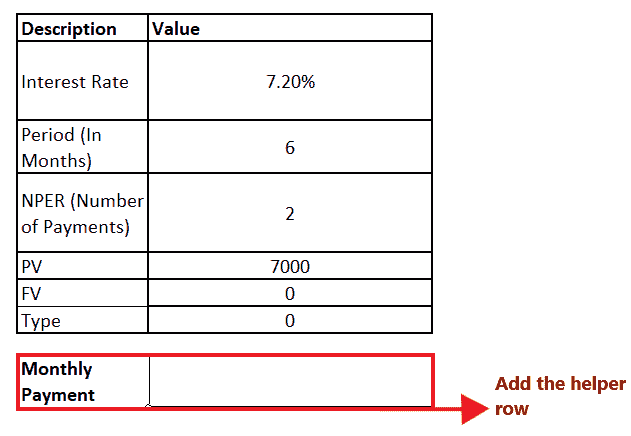 Description Value
Interest Rate 7.20%
Period (In
Months) 6
NPER (Number
of Payments) 2
PV 7000
FV 0
Type 0
Monthly
Payment
Add the helper
row